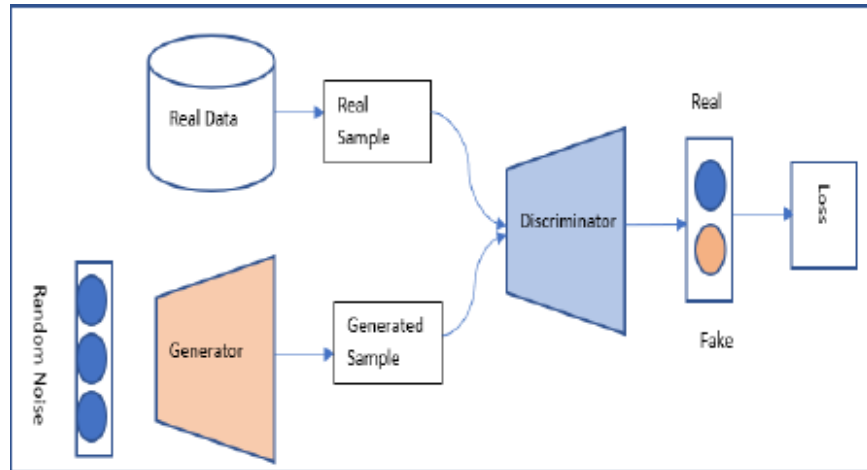 Real Data
Real
Sample
Real
Discriminator
Loss
Random Noise
Generator
Generated
Sample
Fake